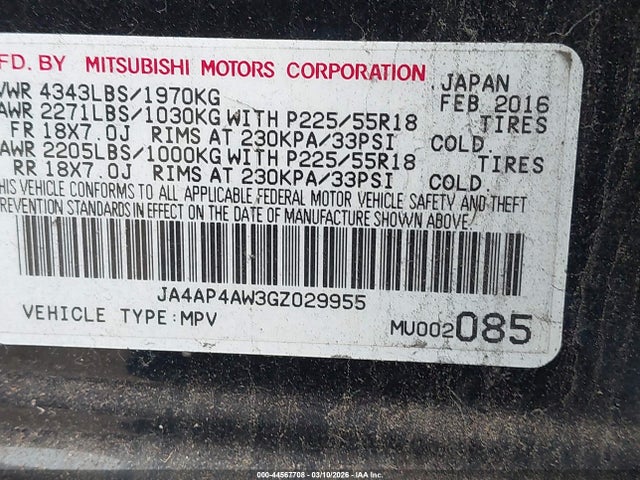 FD. BY MITSUBISHI MOTORS CORPORATION JAPAN
VWR 4343LBS/1970KG FEB 2016
AWR 2271LBS/1030KG WITH P225/55R18 TIRES
FR 18X7.0J RIMS AT 230KPA/33PSI COLD.
AWR 2205LBS/1000KG WITH P225/55R18 TIRES
RR 18X7.0J RIMS AT 230KPA/33PSI COLD.
HIS VEHICLE CONFORMS TO ALL APPLICABLE FEDERAL MOTOR VEHICLE SAFETY AND THEFT
PREVENTION STANDARDS IN EFFECT ON THE DATE OF MANUFACTURE SHOWN ABOVE.
JA4AP4AW3GZ029955
VEHICLE TYPE:MPV MU002085
000-44567708 - 03/10/2026 - IAAI.COM